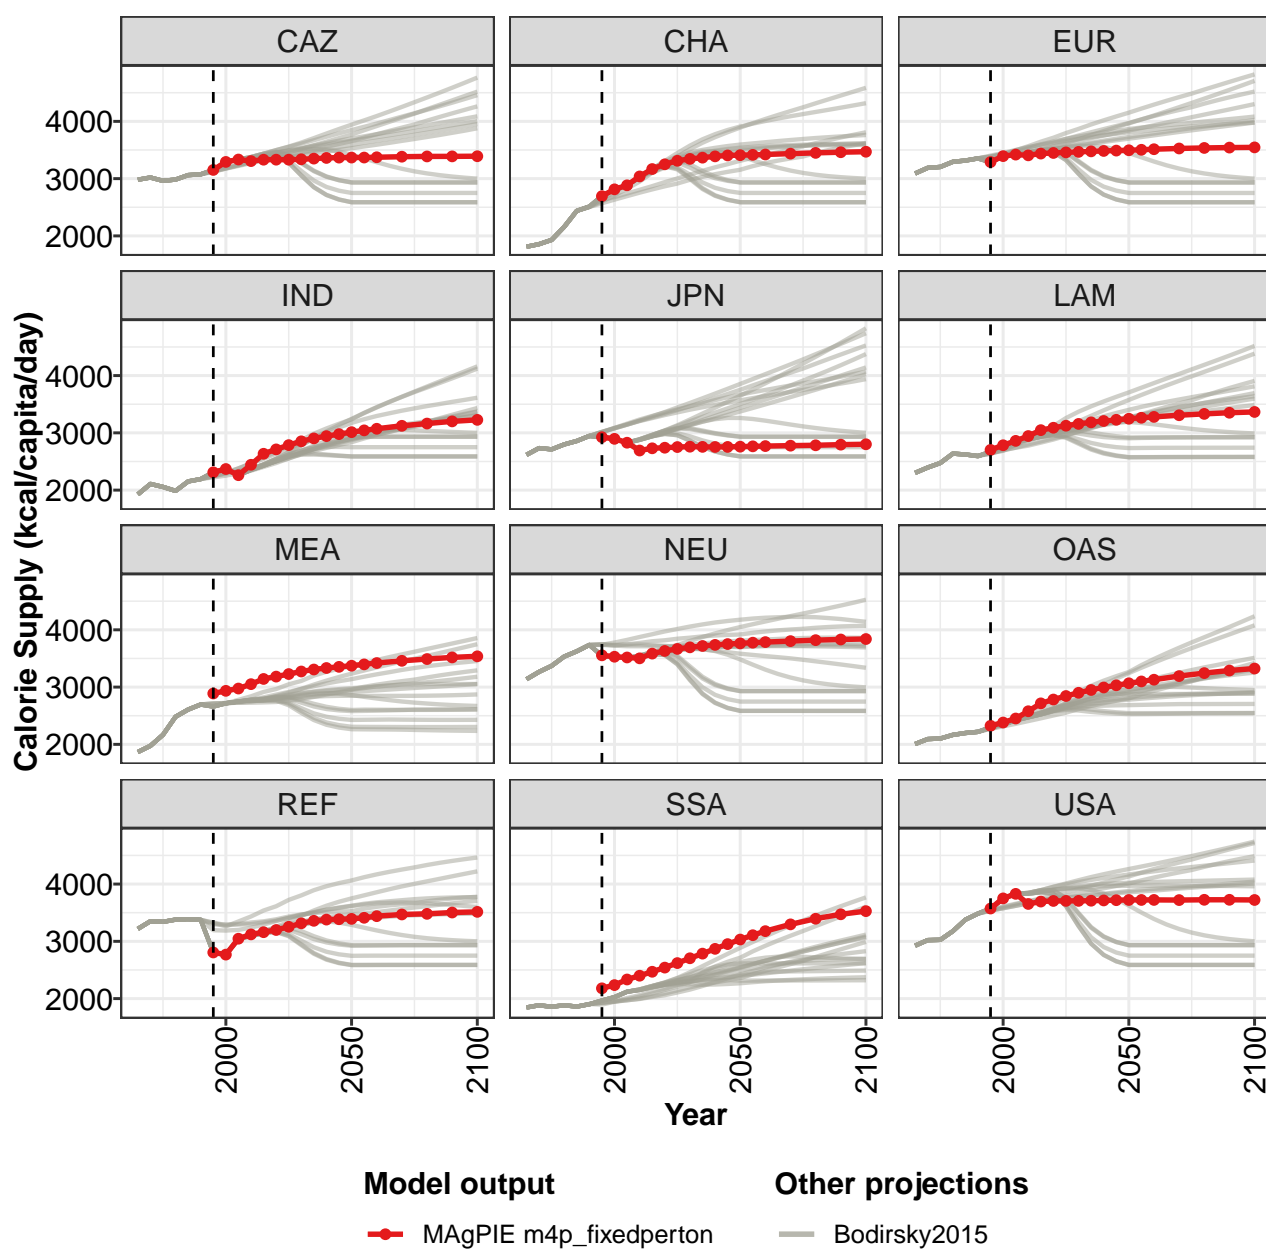 CAZ CHA EUR
4000
3000
2000
IND JPN LAM
4000
3000
2000
MEA NEU OAS
4000
3000
2000
REF SSA USA
4000
3000
2000
Calorie Supply (kcal/capita/day)
2000 2050 2100 2000 2050 2100 2000 2050 2100
Year
Model output Other projections
MAgPIE m4p_fixedperton Bodirsky2015